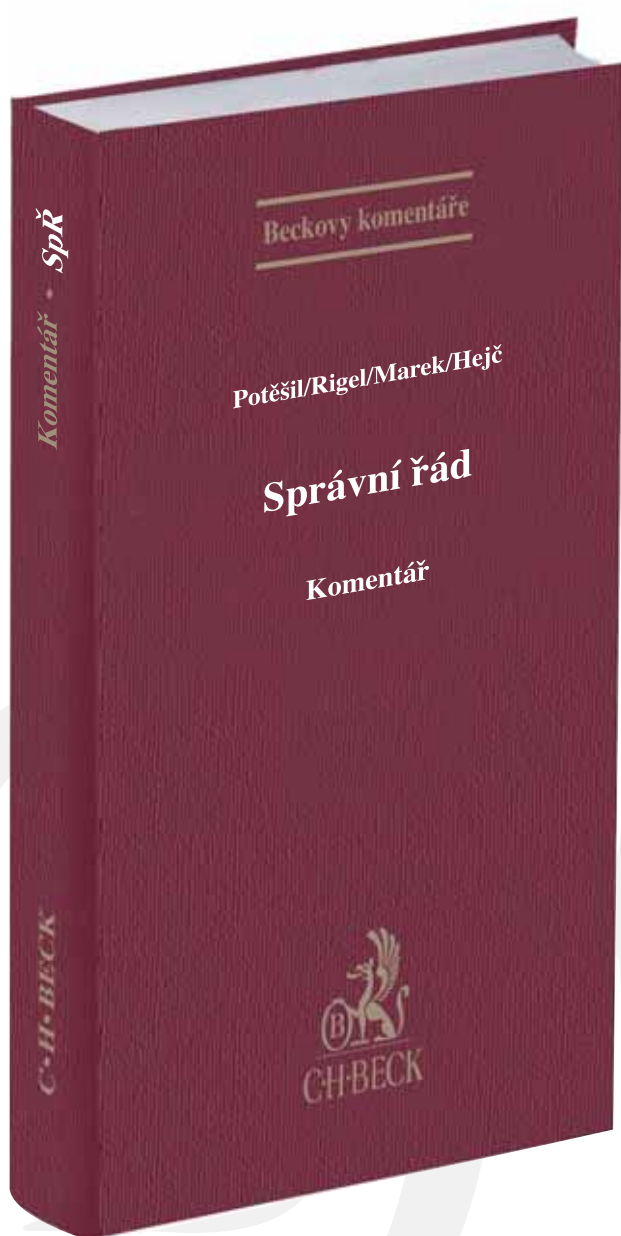 Beckovy komentáře
Potěšil/Rigel/Marek/Hejč
Správní řád
Komentář
B
C·H·BECK
Komentář · SpŘ
C·H·BECK